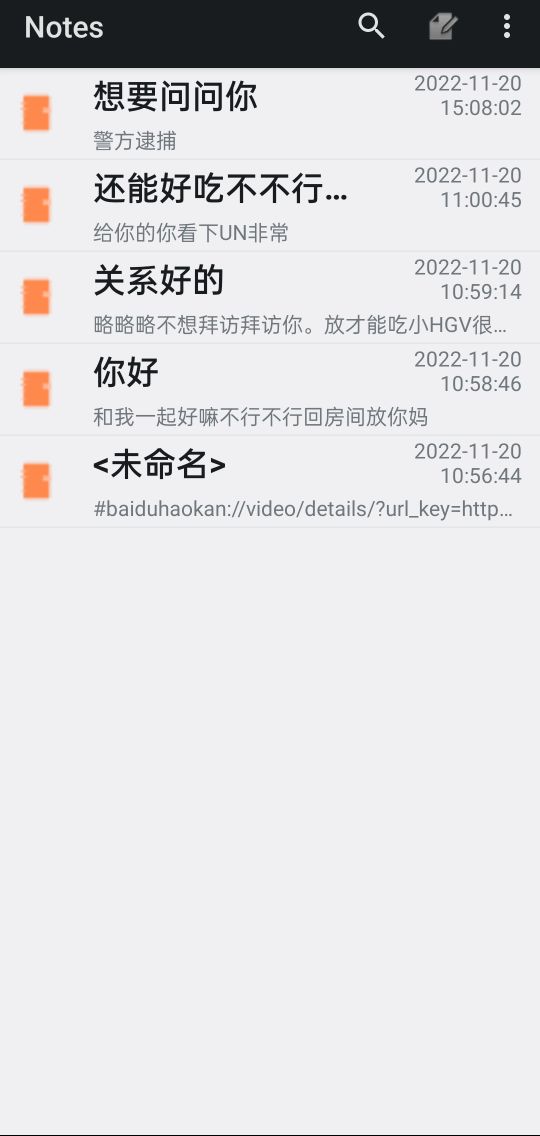 Notes
想要问问你
2022-11-20
15:08:02
警方逮捕
还能好吃不不行...
2022-11-20
11:00:45
给你的你看下UN非常
关系好的
2022-11-20
10:59:14
略略略不想拜访拜访你。放才能吃小HGV很...
你好
2022-11-20
10:58:46
和我一起好嘛不行不行回房间放你妈
<未命名>
2022-11-20
10:56:44
#baiduhaokan://video/details/?url_key=http...